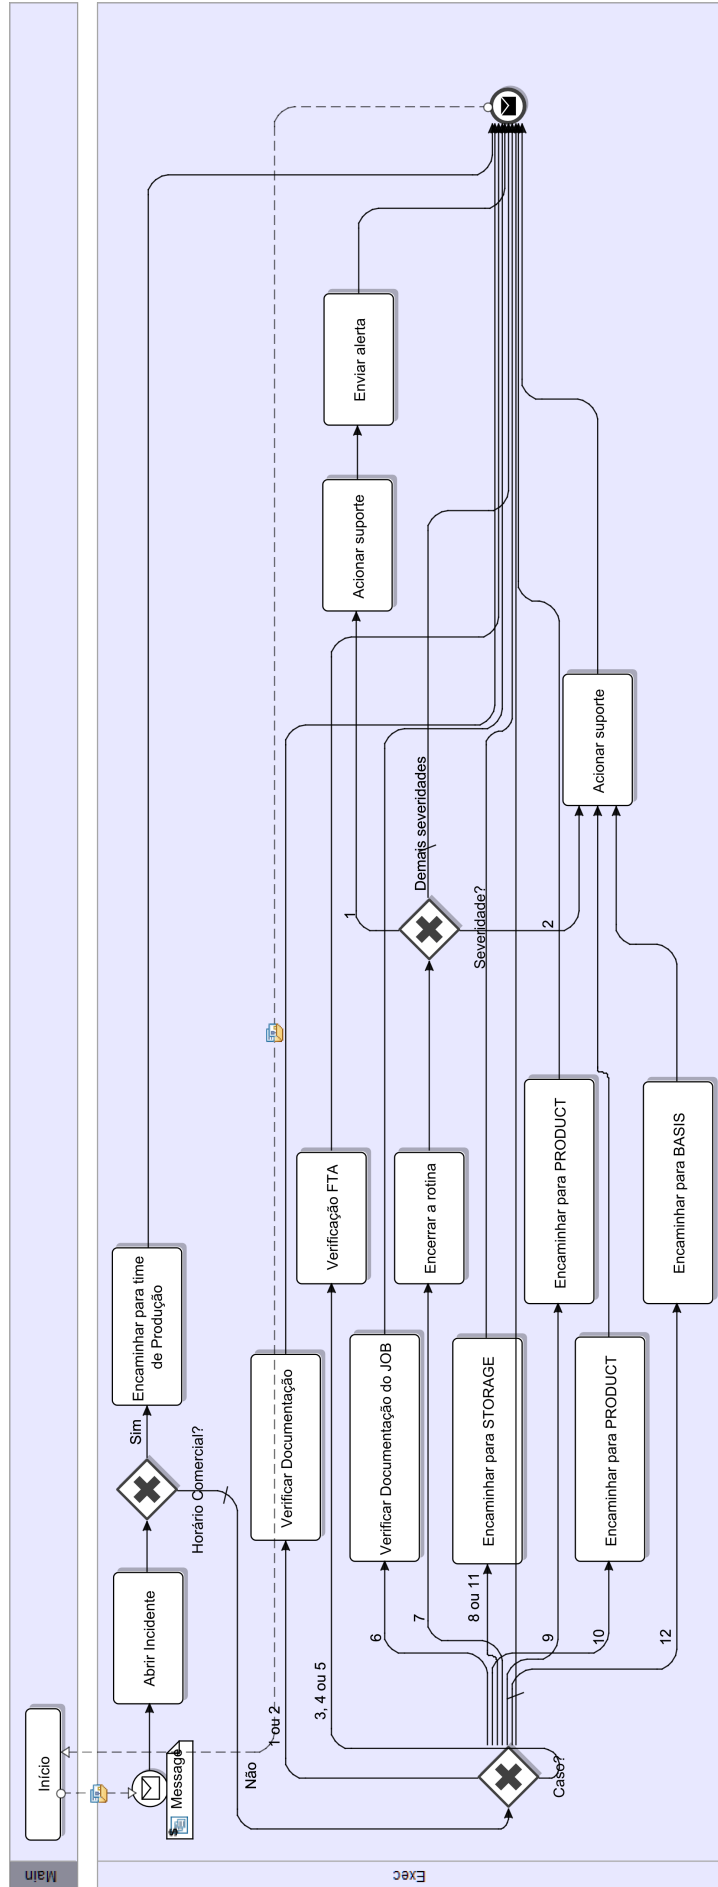 Main
Início
Exec
Message
Abrir Incidente
Horário Comercial?
Sim
Não
Encaminhar para time
de Produção
Caso?
1 ou 2
Verificar Documentação
3, 4 ou 5
Verificação FTA
6
Verificar Documentação do JOB
7
Encerrar a rotina
Severidade?
1
Acionar suporte
Enviar alerta
Demais severidades
2
Acionar suporte
8 ou 11
Encaminhar para STORAGE
9
Encaminhar para PRODUCT
10
Encaminhar para PRODUCT
12
Encaminhar para BASIS